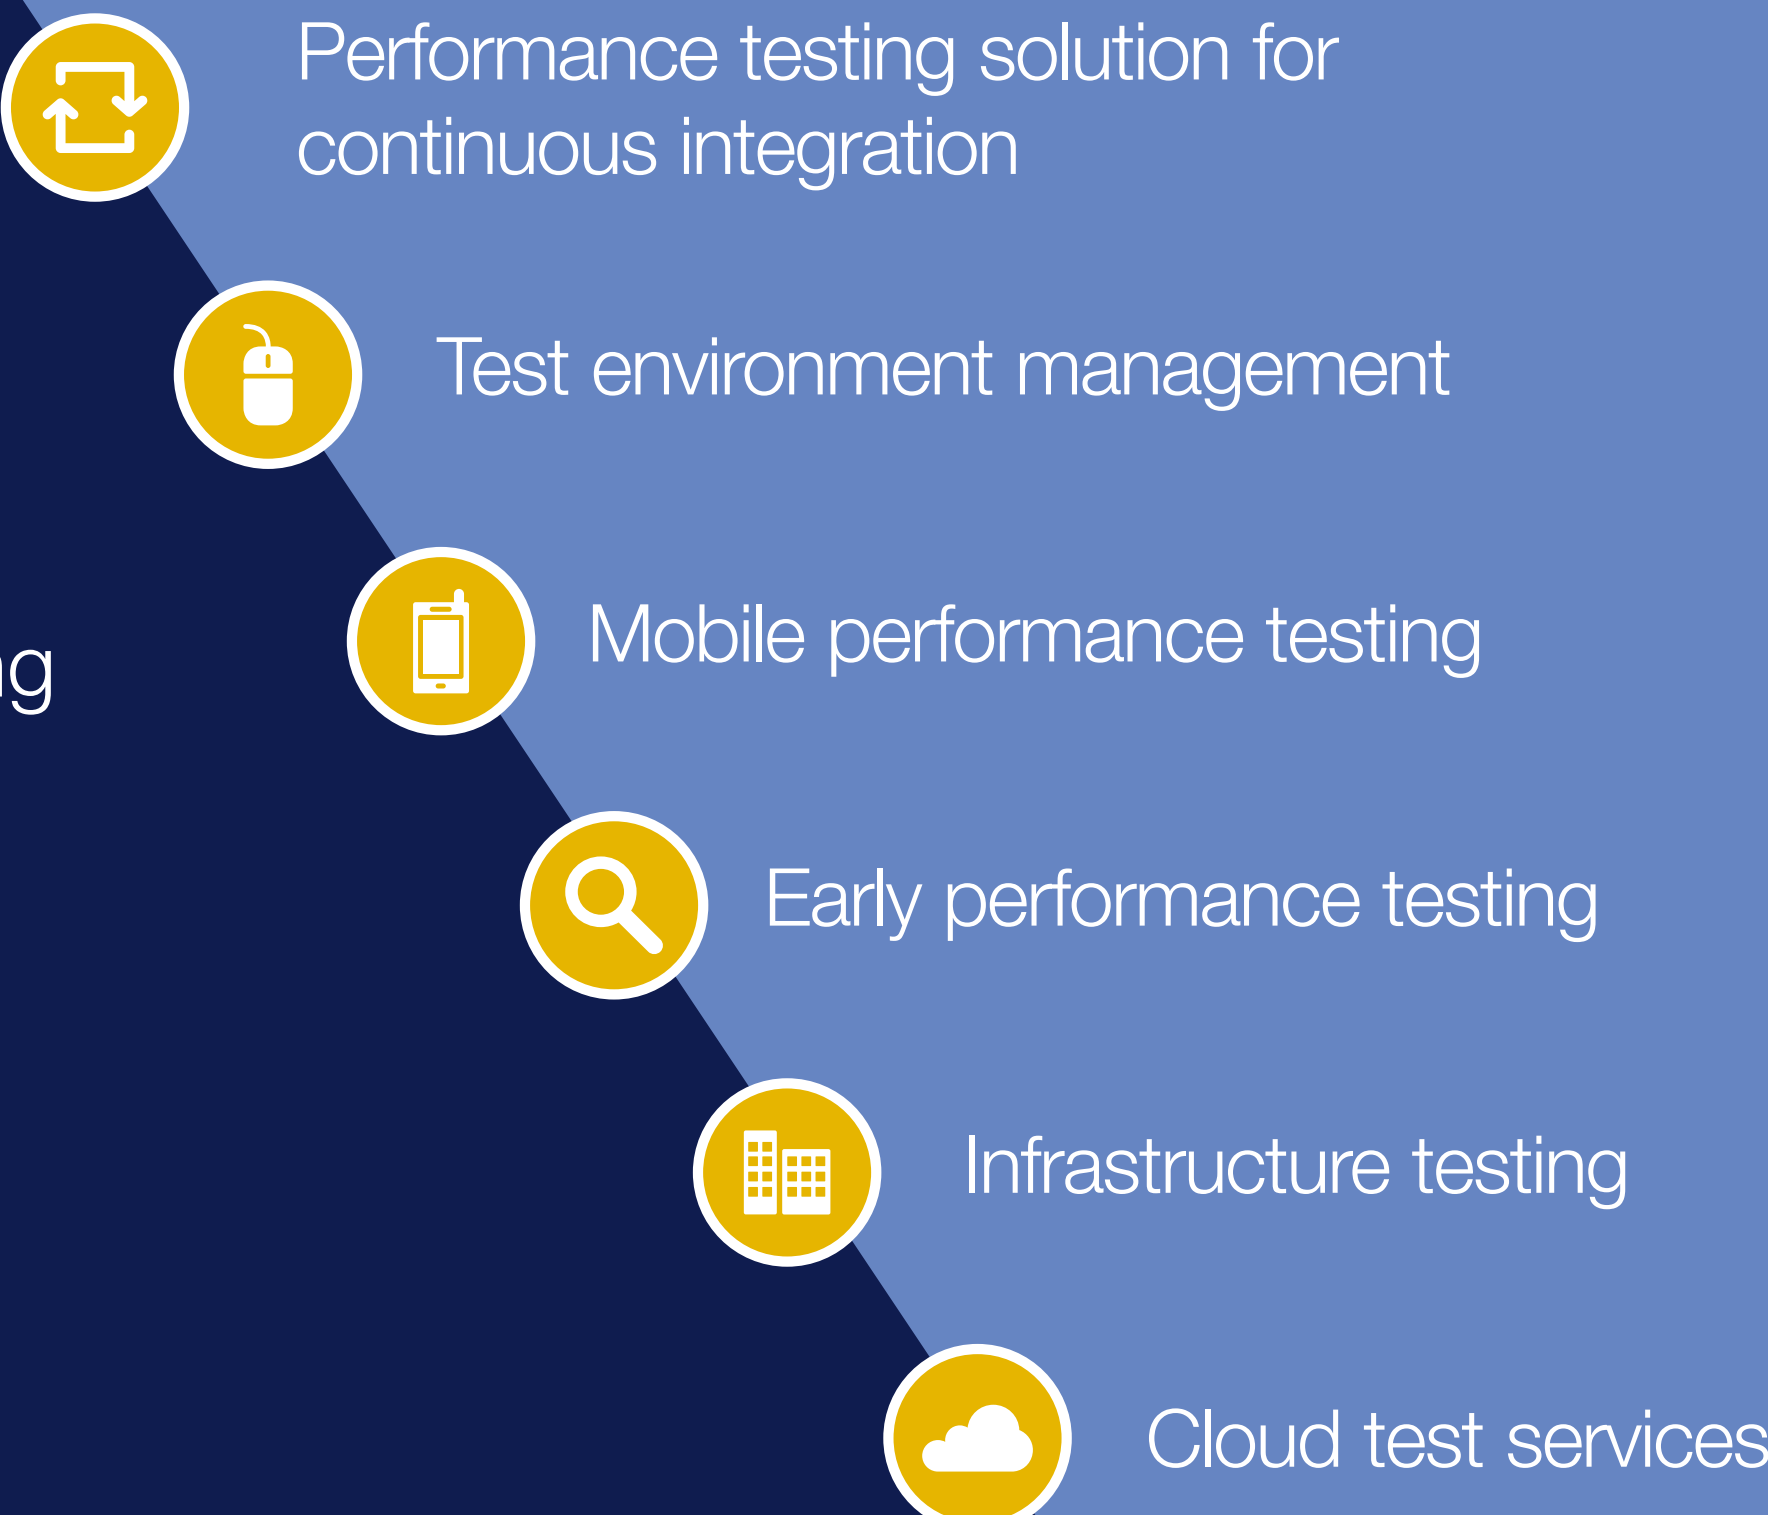 Performance testing solution for
continuous integration
Test environment management
Mobile performance testing
Early performance testing
Infrastructure testing
Cloud test services